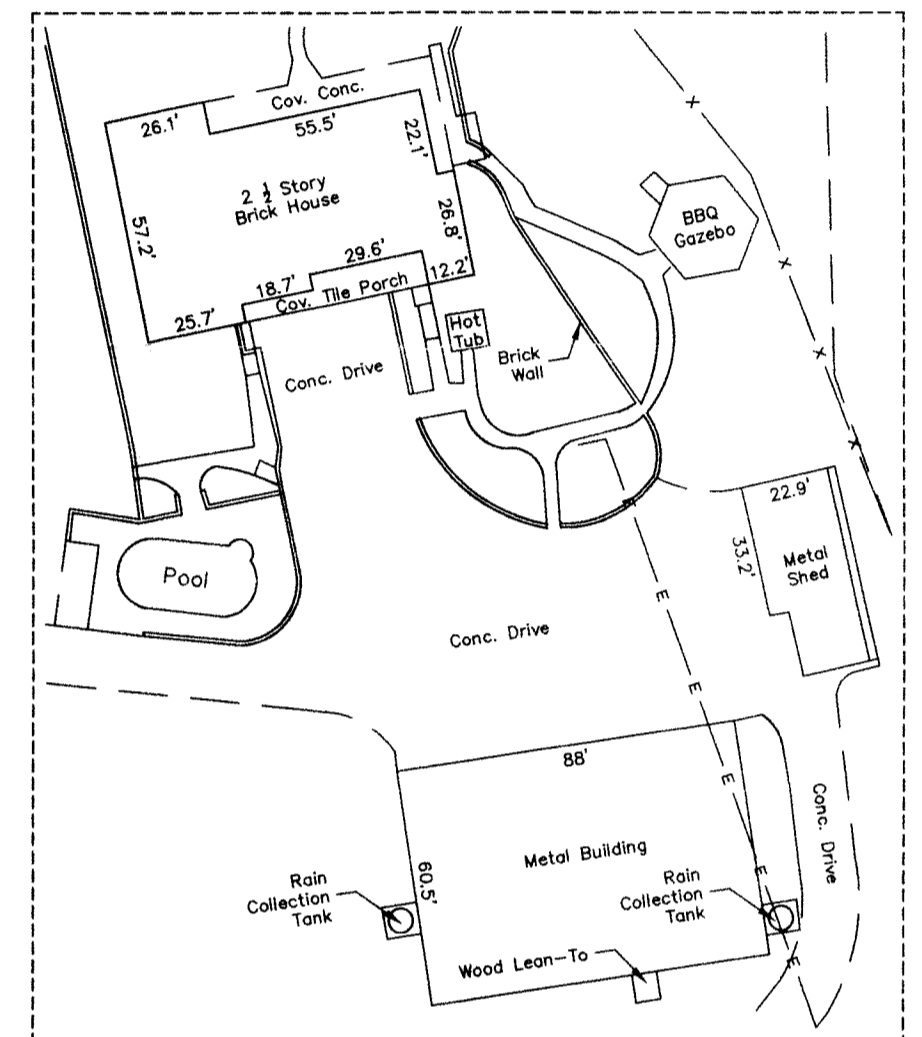 Cov. Conc.
26.1'
55.5'
22.1'
2 ½ Story
Brick House
57.2'
26.8'
BBQ
Gazebo
X
X
X
X
29.6'
12.2'
18.7'
Cov. Tile Porch
25.7'
Hot
Tub
Brick
Wall
Conc. Drive
22.9'
33.2'
Metal
Shed
Pool
E
E
E
E
E
E
Conc. Drive
88'
Conc. Drive
Metal Building
60.5'
Rain
Collection
Tank
Rain
Collection
Tank
Wood Lean-To